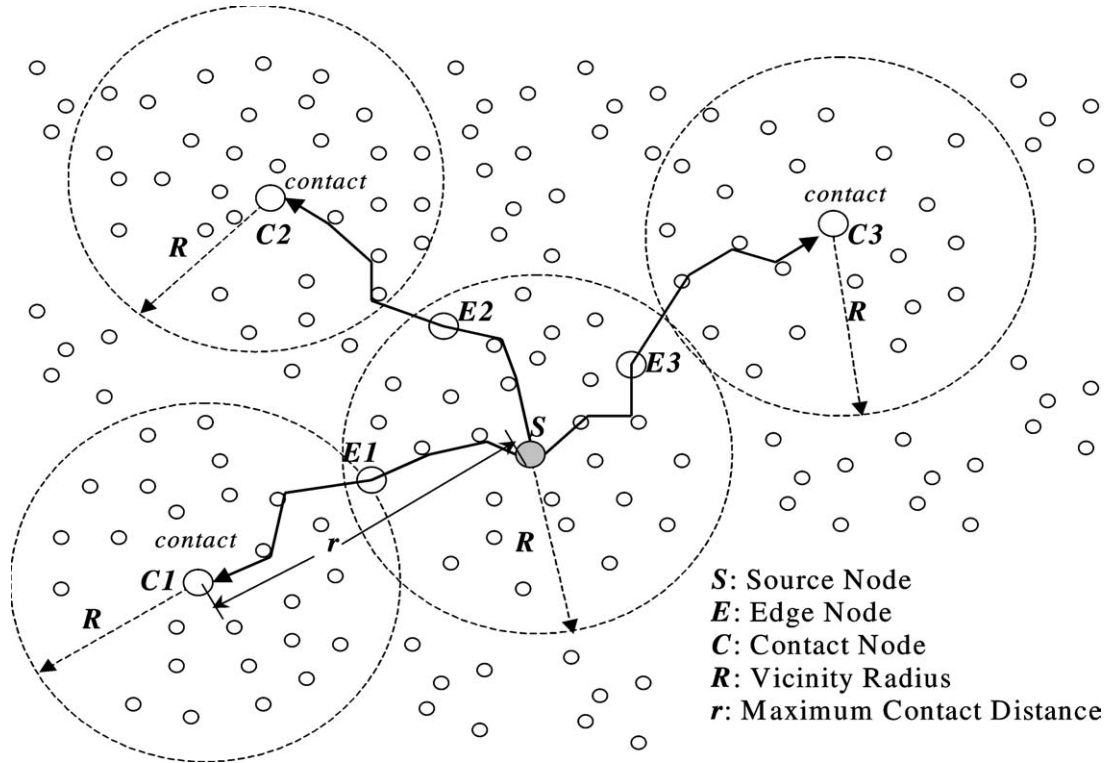 contact
contact
C2
C3
R
E2
R
E3
S
E1
contact
r
R
C1
R
S: Source Node
E: Edge Node
C: Contact Node
R: Vicinity Radius
r: Maximum Contact Distance